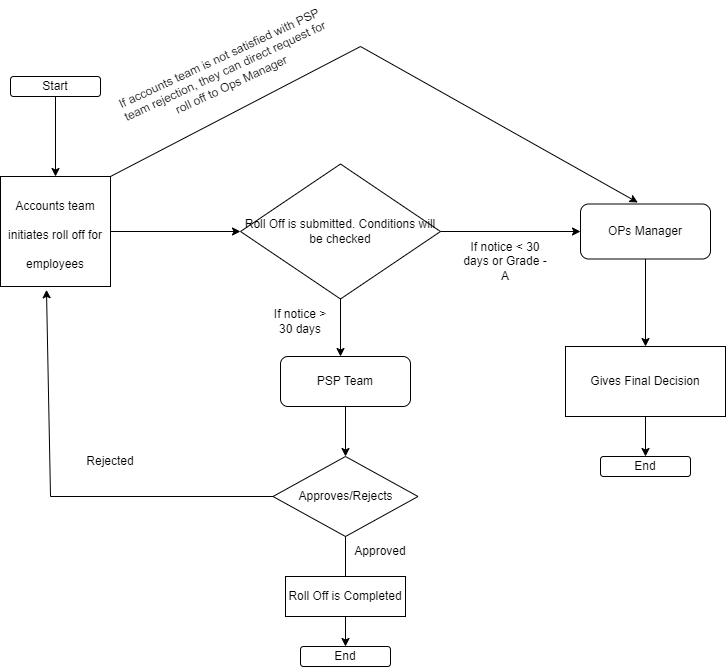 If accounts team is not satisfied with PSP
team rejection, they can direct request for
roll off to Ops Manager
Start
Accounts team
initiates roll off for
employees
Roll Off is submitted. Conditions will
be checked
If notice < 30
days or Grade -
A
OPs Manager
If notice >
30 days
PSP Team
Gives Final Decision
Rejected
End
Approves/Rejects
Approved
Roll Off is Completed
End